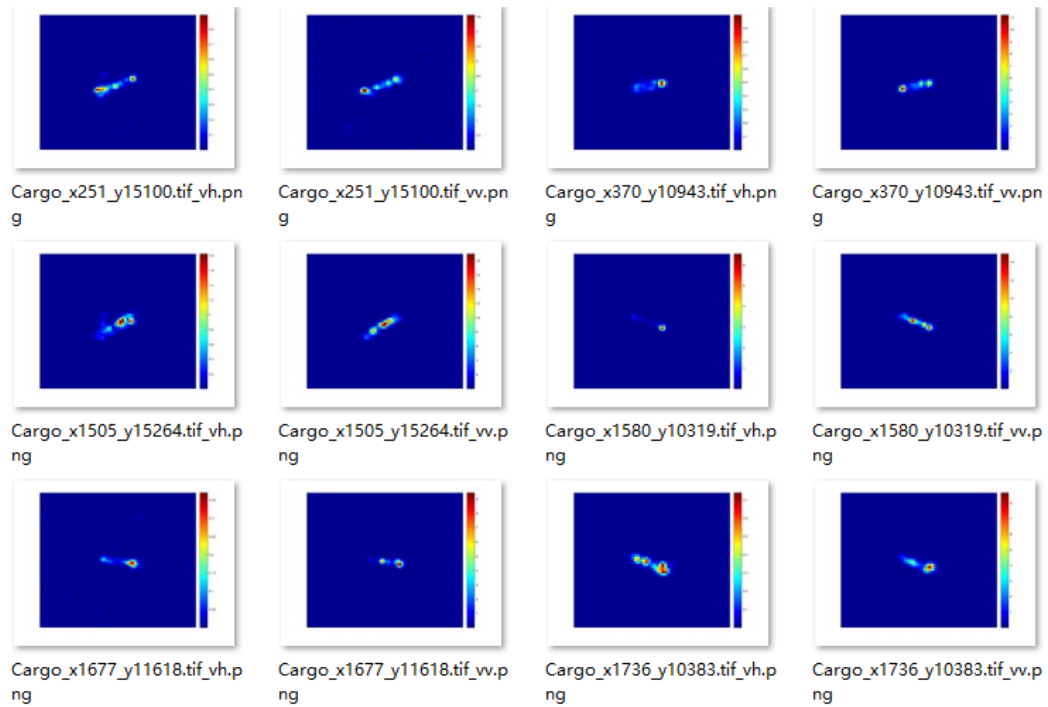 Cargo_x251_y15100.tif_vh.pn
g
Cargo_x251_y15100.tif_vv.pn
g
Cargo_x370_y10943.tif_vh.pn
g
Cargo_x370_y10943.tif_vv.pn
g
Cargo_x1505_y15264.tif_vh.p
ng
Cargo_x1505_y15264.tif_vv.p
ng
Cargo_x1580_y10319.tif_vh.p
ng
Cargo_x1580_y10319.tif_vv.p
ng
Cargo_x1677_y11618.tif_vh.p
ng
Cargo_x1677_y11618.tif_vv.p
ng
Cargo_x1736_y10383.tif_vh.p
ng
Cargo_x1736_y10383.tif_vv.p
ng